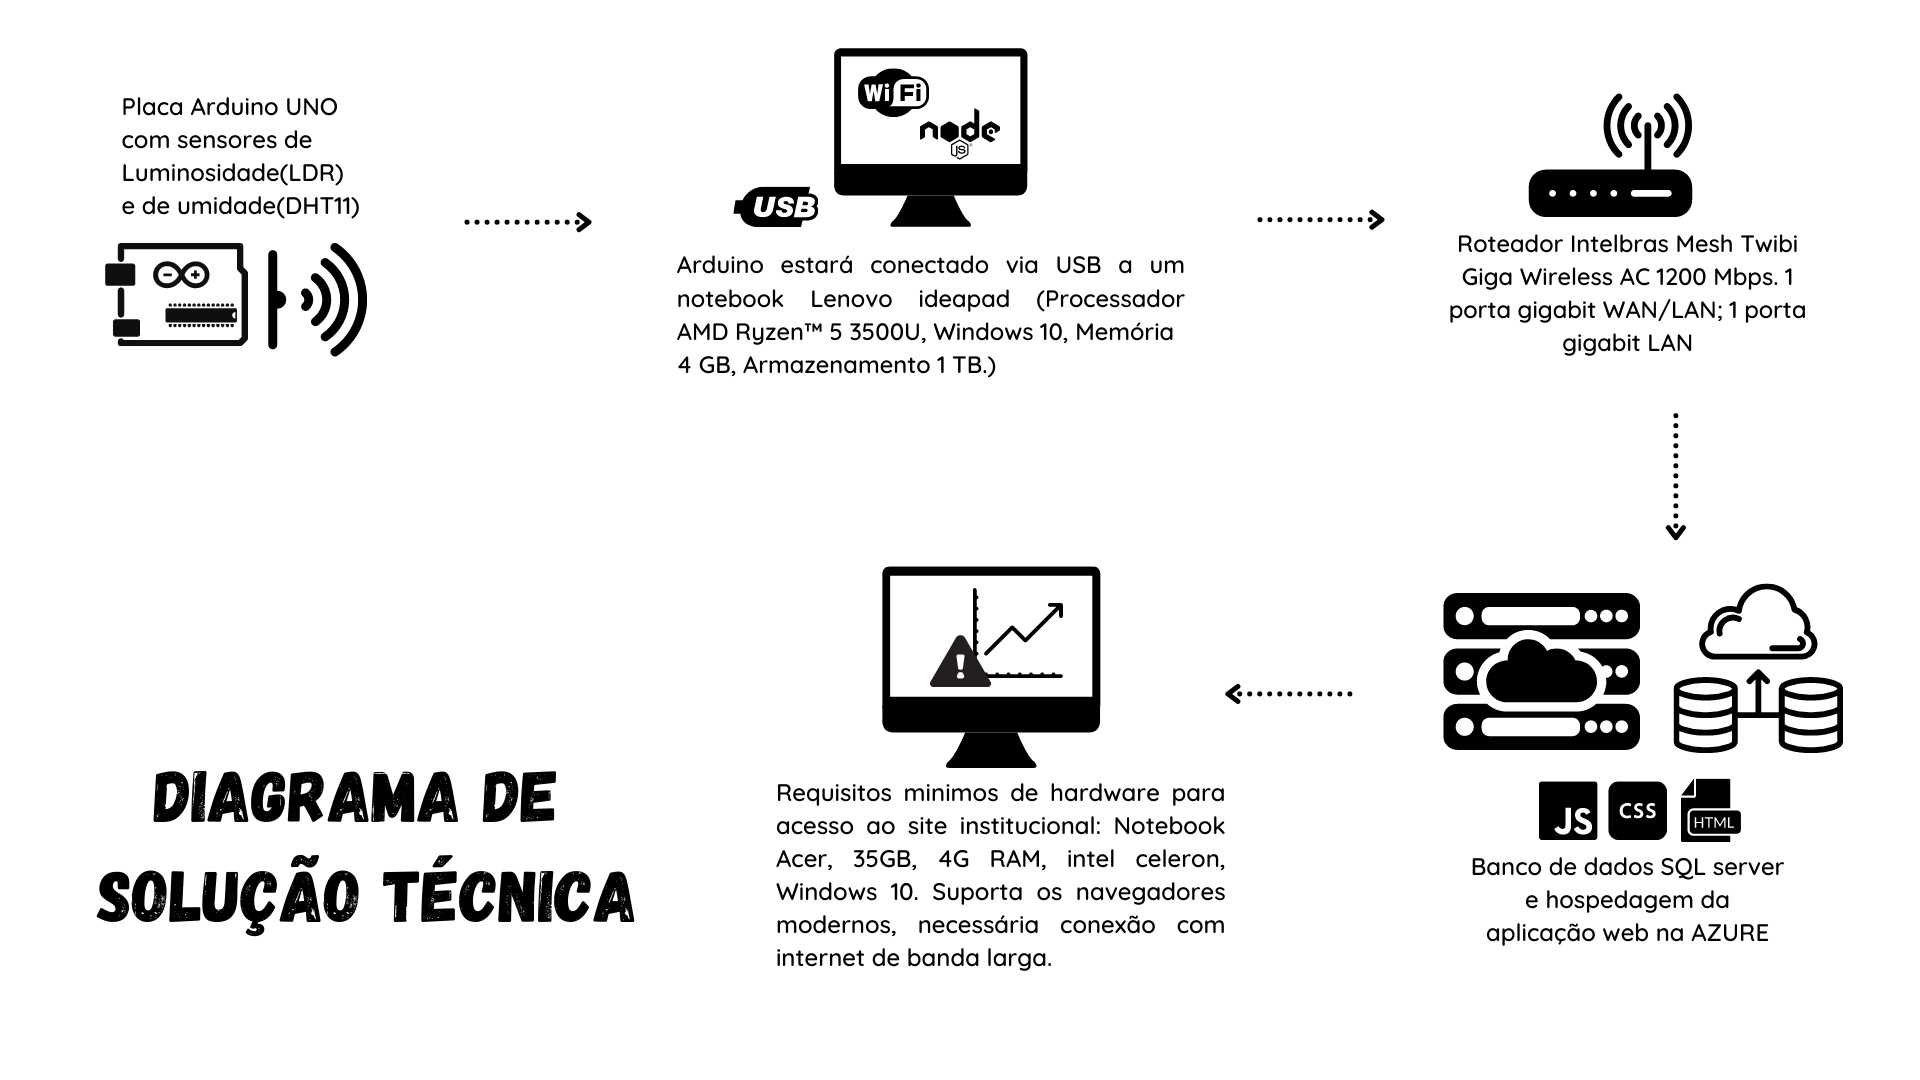 Placa Arduino UNO
com sensores de
Luminosidade(LDR)
e de umidade(DHT11)
Wi Fi
node
JS
USB
Arduino estará conectado via USB a um
notebook Lenovo ideapad (Processador
AMD Ryzen™ 5 3500U, Windows 10, Memória
4 GB, Armazenamento 1 TB.)
Roteador Intelbras Mesh Twibi
Giga Wireless AC 1200 Mbps. 1
porta gigabit WAN/LAN; 1 porta
gigabit LAN
JS CSS HTML
Banco de dados SQL server
e hospedagem da
aplicação web na AZURE
Requisitos minimos de hardware para
acesso ao site institucional: Notebook
Acer, 35GB, 4G RAM, intel celeron,
Windows 10. Suporta os navegadores
modernos, necessária conexão com
internet de banda larga.
DIAGRAMA DE
SOLUÇÃO TÉCNICA